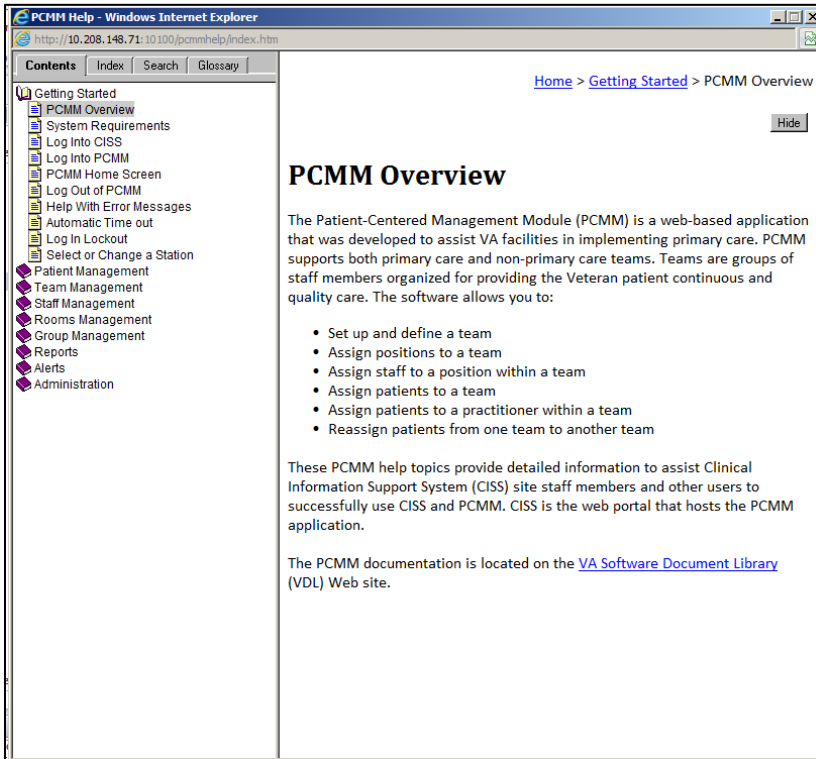 PCMM Help - Windows Internet Explorer
http://10.208.148.71:10100/pcmmhelp/index.htm
Contents Index Search Glossary
Getting Started
PCMM Overview
System Requirements
Log Into CISS
Log Into PCMM
PCMM Home Screen
Log Out of PCMM
Help With Error Messages
Automatic Time out
Log In Lockout
Select or Change a Station
Patient Management
Team Management
Staff Management
Rooms Management
Group Management
Reports
Alerts
Administration
Home > Getting Started > PCMM Overview
Hide
PCMM Overview
The Patient-Centered Management Module (PCMM) is a web-based application
that was developed to assist VA facilities in implementing primary care. PCMM
supports both primary care and non-primary care teams. Teams are groups of
staff members organized for providing the Veteran patient continuous and
quality care. The software allows you to:
• Set up and define a team
• Assign positions to a team
• Assign staff to a position within a team
• Assign patients to a team
• Assign patients to a practitioner within a team
• Reassign patients from one team to another team
These PCMM help topics provide detailed information to assist Clinical
Information Support System (CISS) site staff members and other users to
successfully use CISS and PCMM. CISS is the web portal that hosts the PCMM
application.
The PCMM documentation is located on the VA Software Document Library
(VDL) Web site.